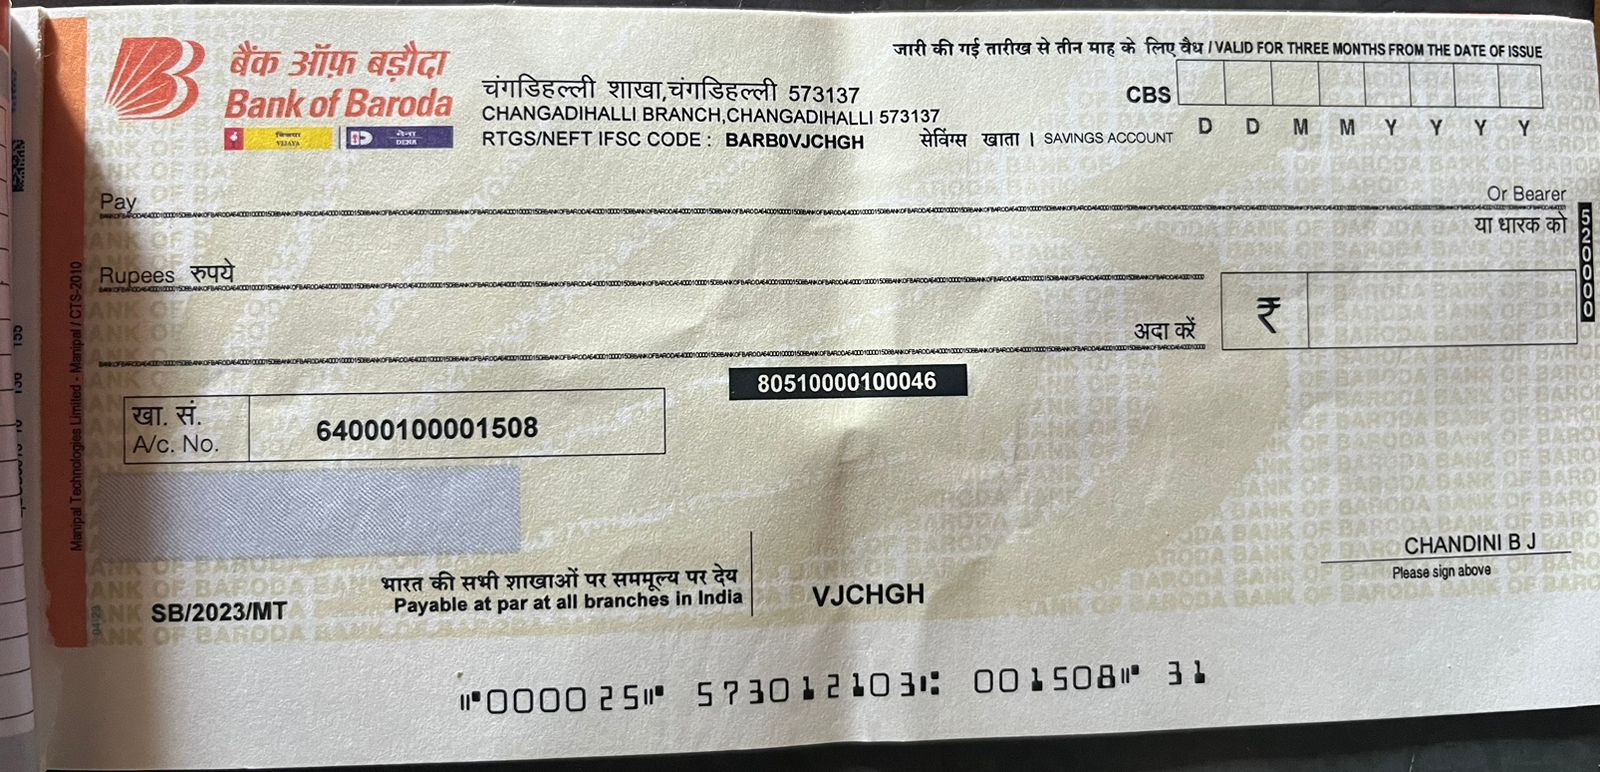 बैंक ऑफ़ बड़ौदा
Bank of Baroda
विजया
VIJAYA
देना
DENA
चंगडिहल्ली शाखा,चंगडिहल्ली 573137
CHANGADIHALLI BRANCH,CHANGADIHALLI 573137
RTGS/NEFT IFSC CODE : BARB0VJCHGH
सेविंग्स खाता । SAVINGS ACCOUNT
जारी की गई तारीख से तीन माह के लिए वैध / VALID FOR THREE MONTHS FROM THE DATE OF ISSUE
CBS
D D M M Y Y Y Y
Pay
Or Bearer
या धारक को
Rupees रुपये
अदा करें
₹
520000
80510000100046
खा. सं.
A/c. No.
64000100001508
Manipal Technologies Limited - Manipal / CTS-2010
भारत की सभी शाखाओं पर सममूल्य पर देय
Payable at par at all branches in India
SB/2023/MT
VJCHGH
CHANDINI B J
Please sign above
⑈000025⑈ 573012103⑆ 001508⑈ 31